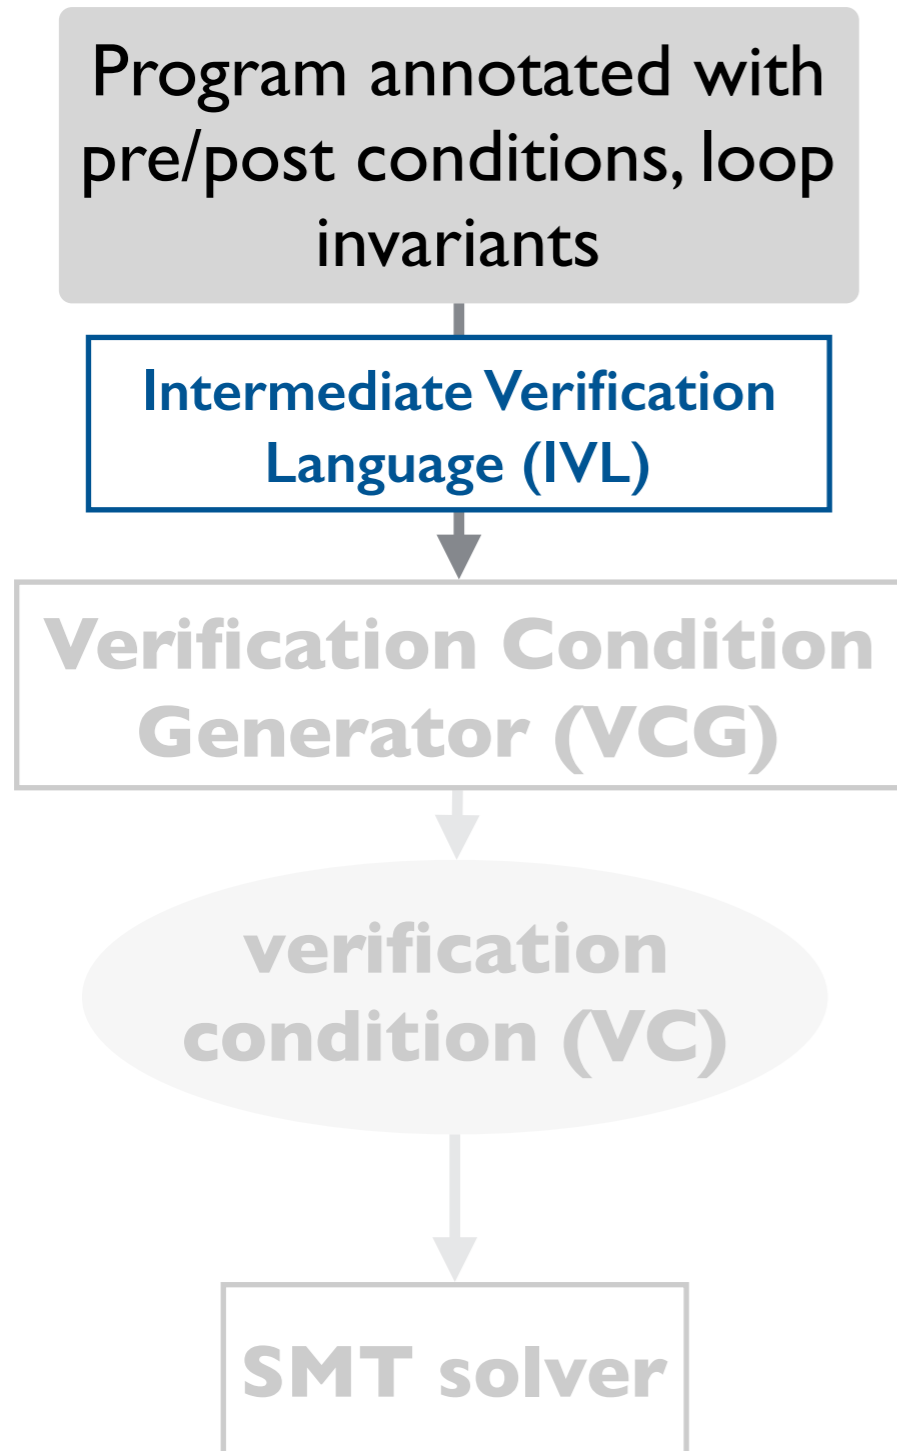 Program annotated with
pre/post conditions, loop
invariants
Intermediate Verification
Language (IVL)
Verification Condition
Generator (VCG)
verification
condition (VC)
SMT solver